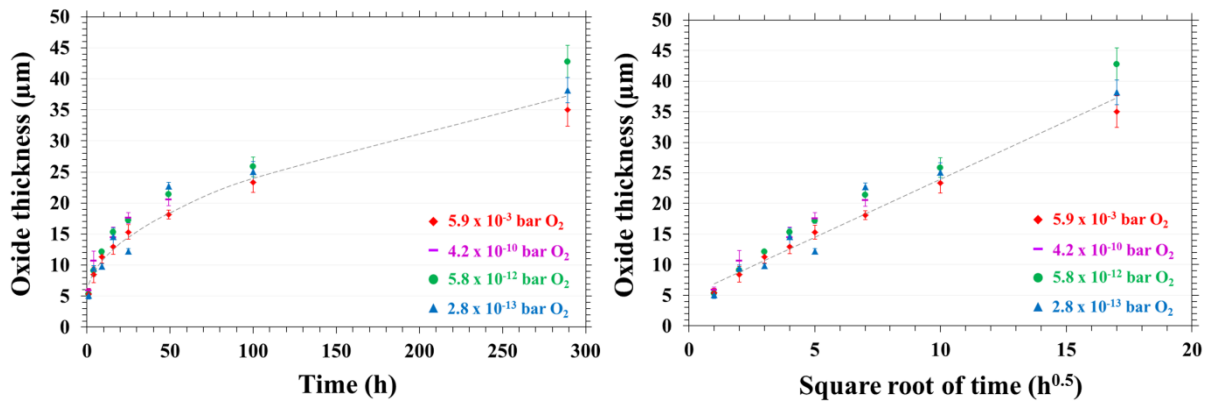 50
45
40
35
30
25
20
15
10
5
0
Oxide thickness (µm)
0 50 100 150 200 250 300
Time (h)
5.9 x 10⁻³ bar O₂
4.2 x 10⁻¹⁰ bar O₂
5.8 x 10⁻¹² bar O₂
2.8 x 10⁻¹³ bar O₂
50
45
40
35
30
25
20
15
10
5
0
Oxide thickness (µm)
0 5 10 15 20
Square root of time (h⁰·⁵)
5.9 x 10⁻³ bar O₂
4.2 x 10⁻¹⁰ bar O₂
5.8 x 10⁻¹² bar O₂
2.8 x 10⁻¹³ bar O₂